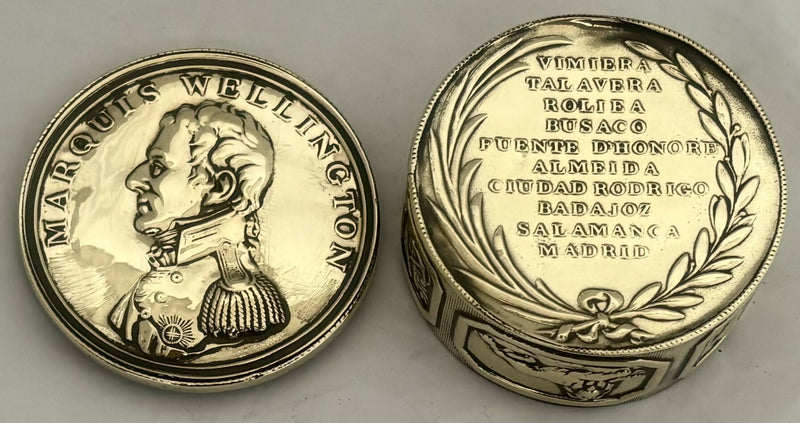 MARQUIS WELLINGTON
VIMIERA
TALAVERA
ROLIEA
BUSACO
FUENTE D'HONORE
ALMEIDA
CIUDAD RODRIGO
BADAJOZ
SALAMANCA
MADRID